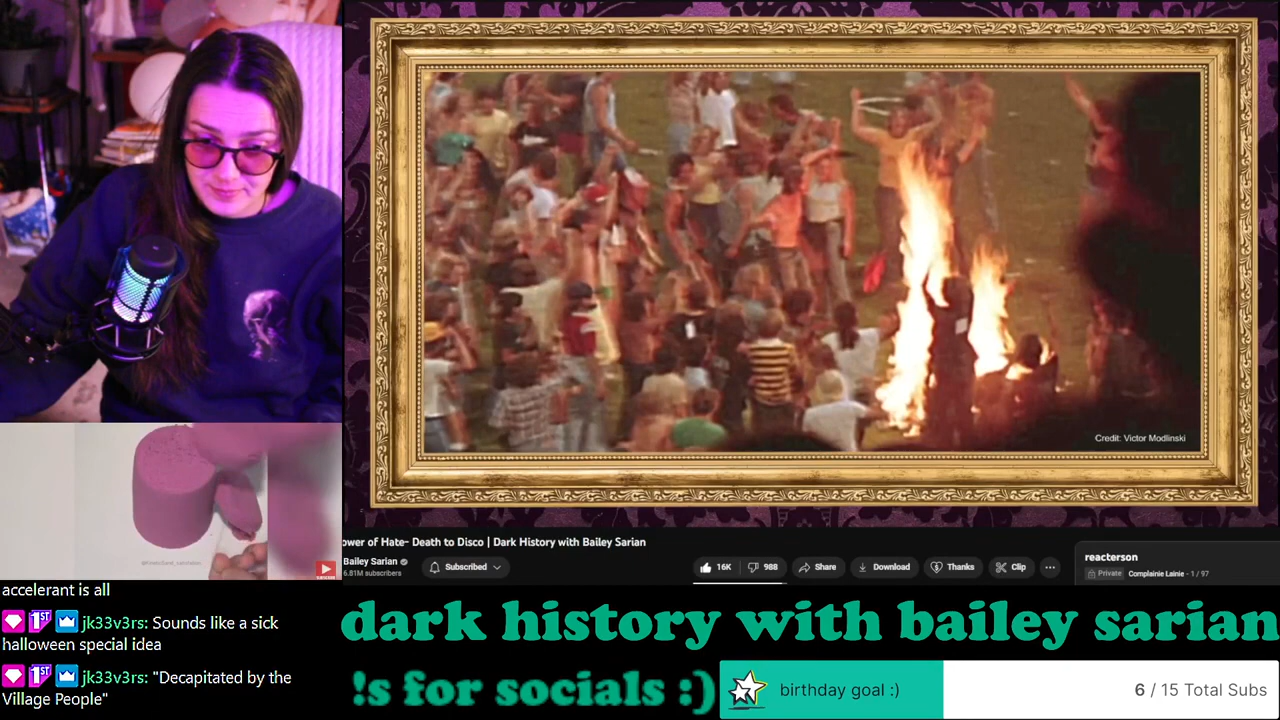 Credit: Victor Modlinski
ower of Hate- Death to Disco | Dark History with Bailey Sarian
Bailey Sarian
6.81M subscribers
Subscribed
16K
988
Share
Download
Thanks
Clip
reacterson
Private
Complainie Lainie - 1 / 97
accelerant is all
1ST jk33v3rs: Sounds like a sick
halloween special idea
1ST jk33v3rs: "Decapitated by the
Village People"
dark history with bailey sarian
!s for socials :)
birthday goal :)
6 / 15 Total Subs